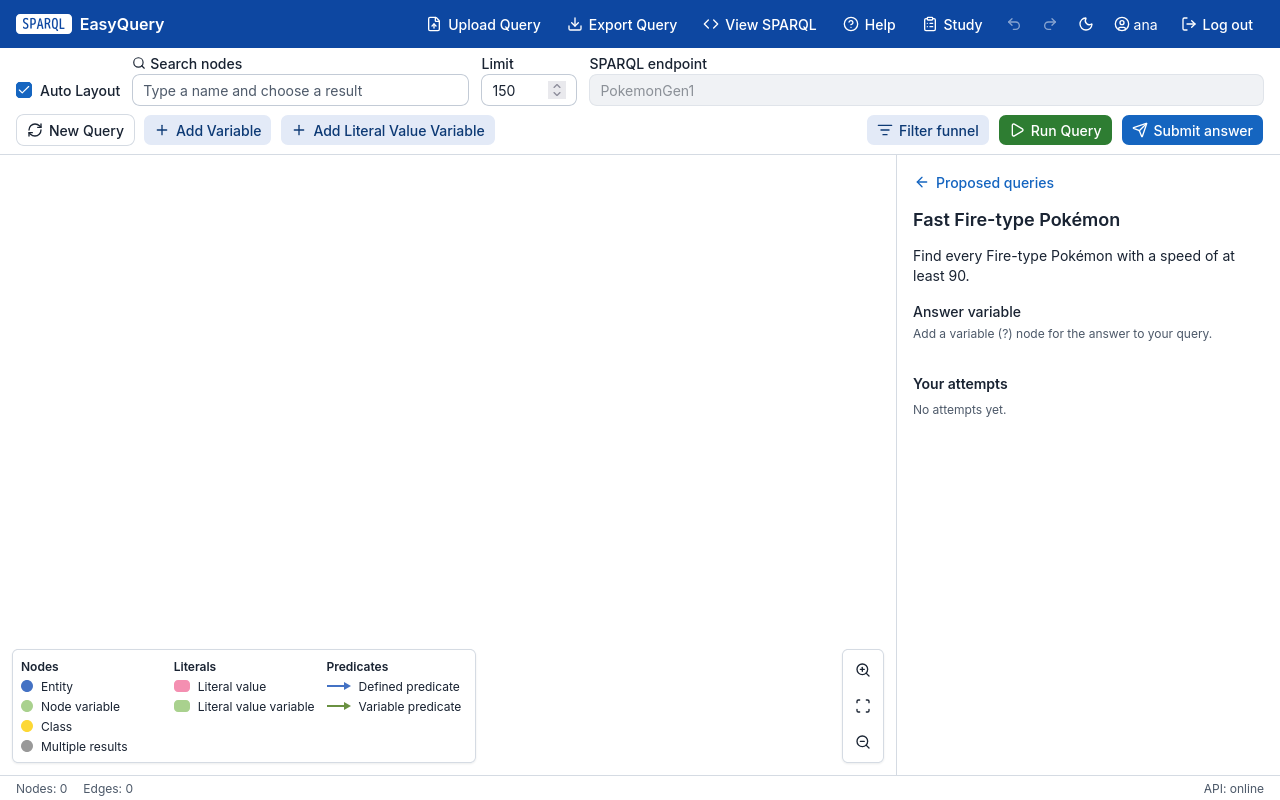 SPARQL EasyQuery
Upload Query
Export Query
View SPARQL
Help
Study
ana
Log out
Auto Layout
Search nodes
Type a name and choose a result
Limit
150
SPARQL endpoint
PokemonGen1
New Query
Add Variable
Add Literal Value Variable
Filter funnel
Run Query
Submit answer
Proposed queries
Fast Fire-type Pokémon
Find every Fire-type Pokémon with a speed of at
least 90.
Answer variable
Add a variable (?) node for the answer to your query.
Your attempts
No attempts yet.
Nodes
Entity
Node variable
Class
Multiple results
Literals
Literal value
Literal value variable
Predicates
Defined predicate
Variable predicate
Nodes: 0
Edges: 0
API: online